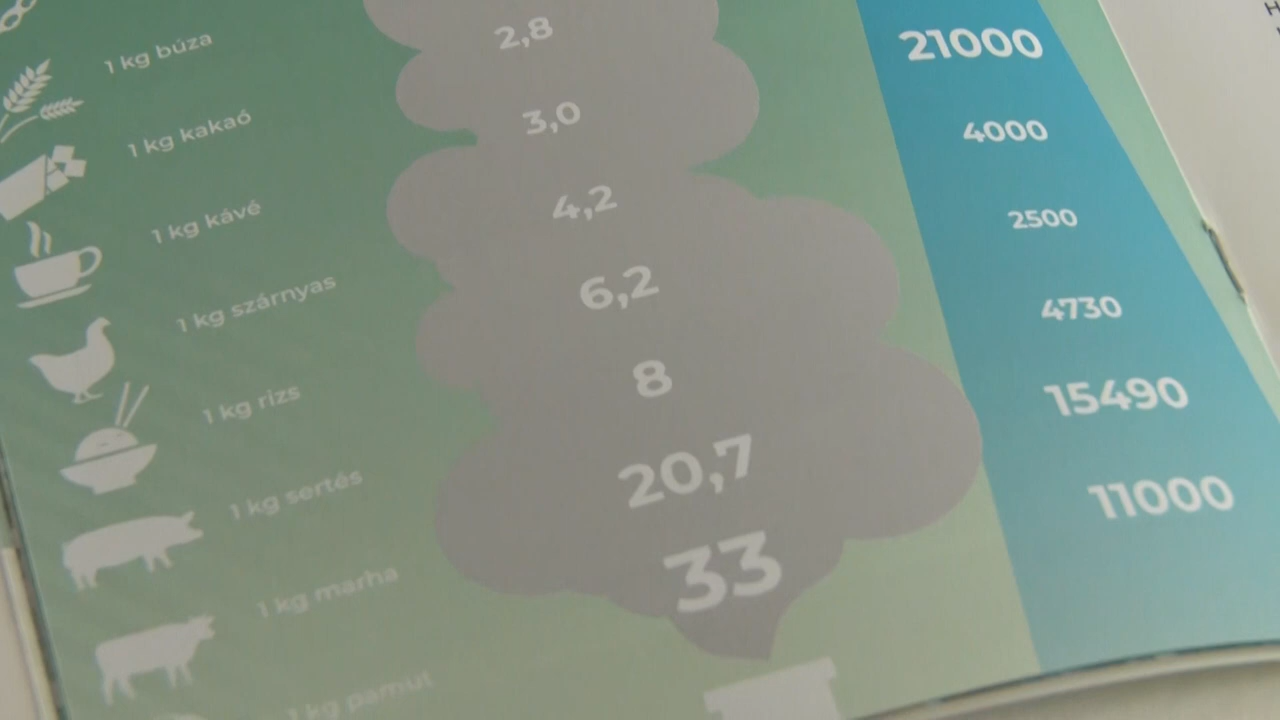 1 kg búza 2,8 21000
1 kg kakaó 3,0 4000
1 kg kávé 4,2 2500
1 kg szárnyas 6,2 4730
1 kg rizs 8 15490
1 kg sertés 20,7 11000
1 kg marha 33
1 kg pamut